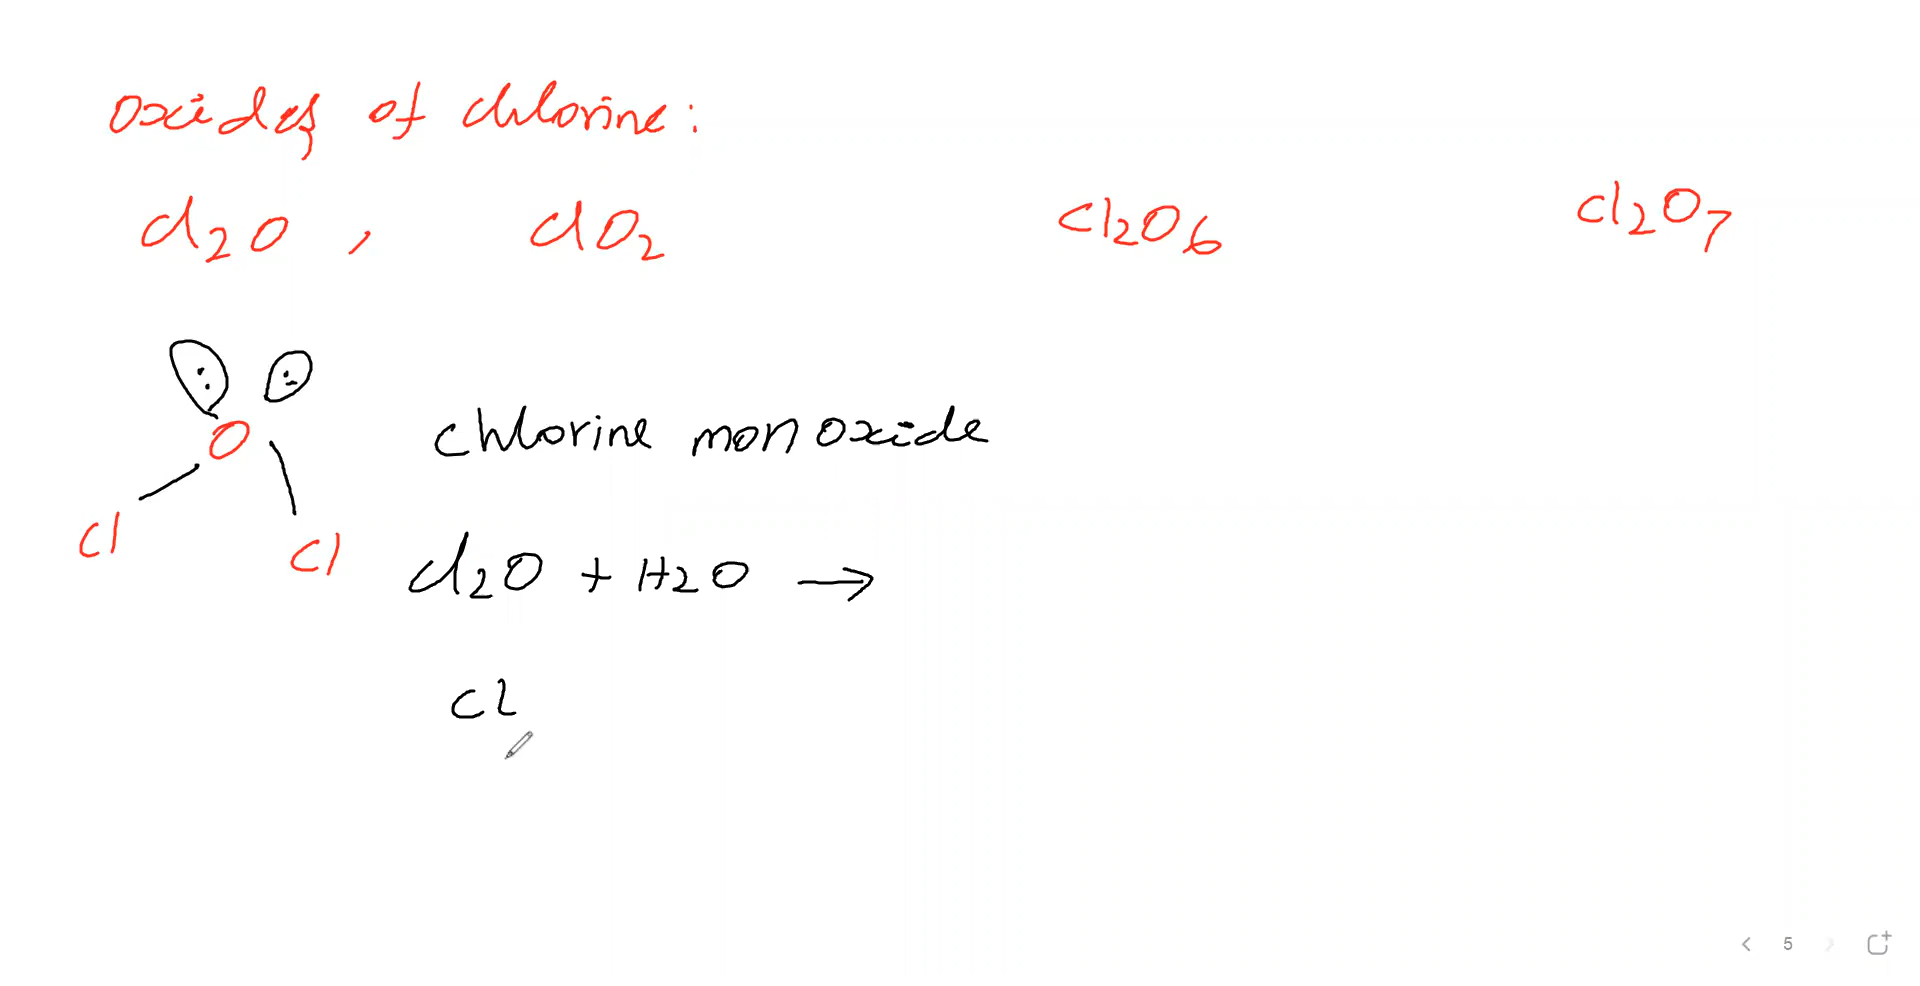 Oxides of chlorine:
Cl2O , ClO2 Cl2O6 Cl2O7
O
Cl Cl
chlorine monoxide
Cl2O + H2O →
Cl
5